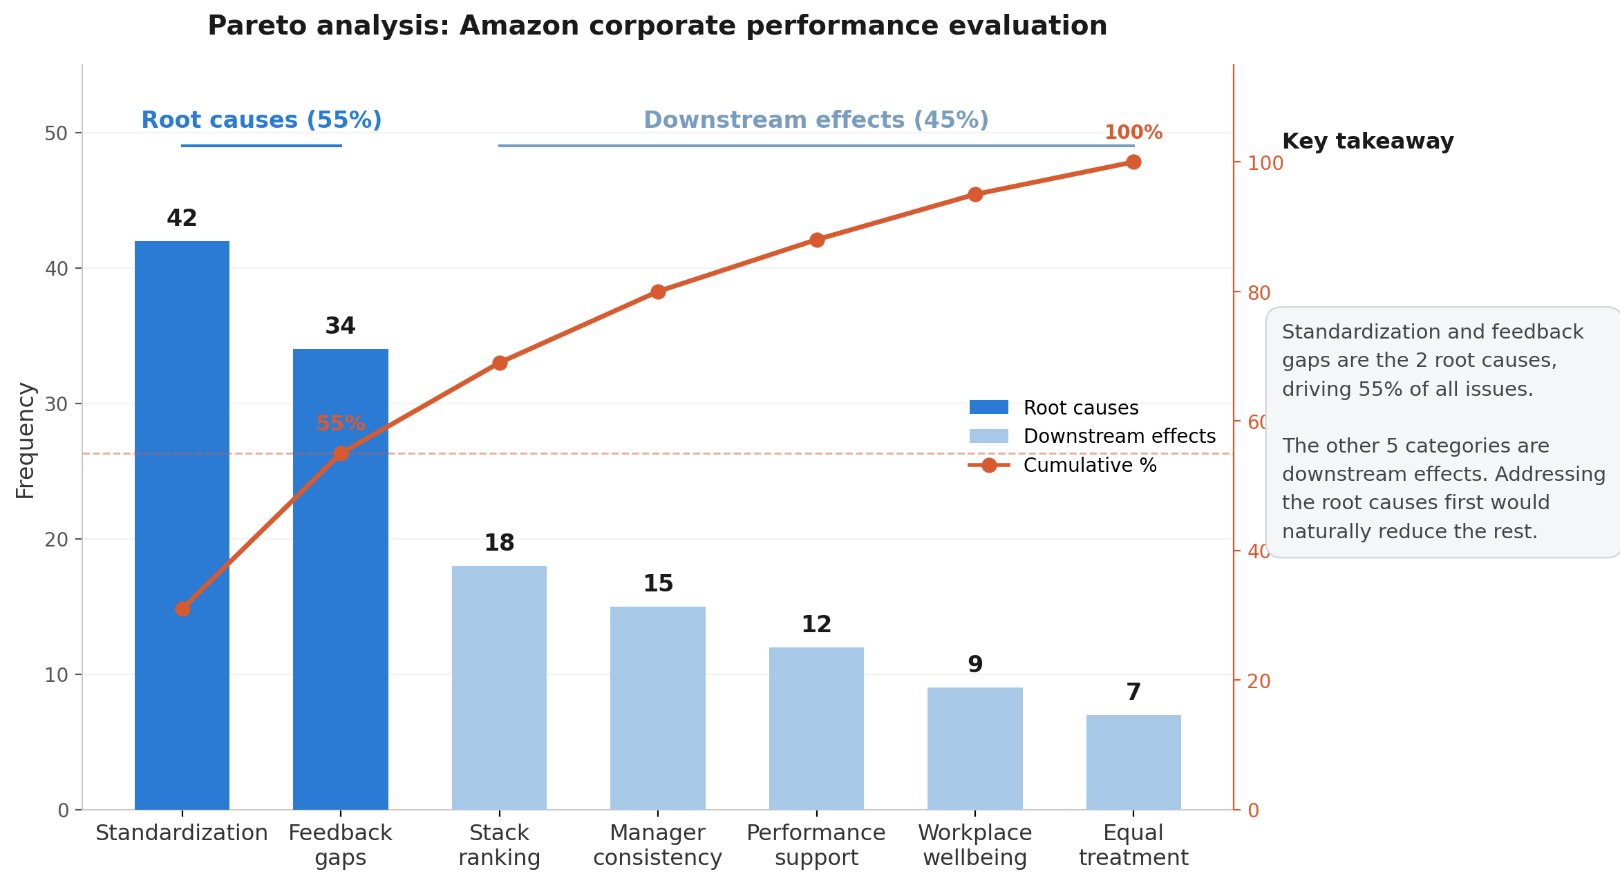 Pareto analysis: Amazon corporate performance evaluation
Root causes (55%)
Downstream effects (45%)
100%
Key takeaway
50
40
30
20
10
0
Frequency
42
34
18
15
12
9
7
55%
Root causes
Downstream effects
Cumulative %
100
80
60
40
20
0
Standardization and feedback
gaps are the 2 root causes,
driving 55% of all issues.
The other 5 categories are
downstream effects. Addressing
the root causes first would
naturally reduce the rest.
Standardization
Feedback
gaps
Stack
ranking
Manager
consistency
Performance
support
Workplace
wellbeing
Equal
treatment